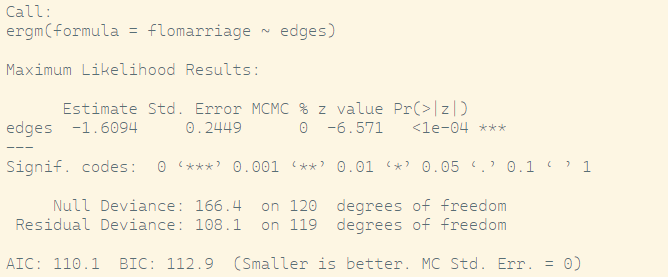 Call:
ergm(formula = flomarriage ~ edges)
Maximum Likelihood Results:
Estimate Std. Error MCMC % z value Pr(>|z|)
edges -1.6094 0.2449 0 -6.571 <1e-04 ***
---
Signif. codes: 0 ‘***’ 0.001 ‘**’ 0.01 ‘*’ 0.05 ‘.’ 0.1 ‘ ’ 1
Null Deviance: 166.4 on 120 degrees of freedom
Residual Deviance: 108.1 on 119 degrees of freedom
AIC: 110.1 BIC: 112.9 (Smaller is better. MC Std. Err. = 0)